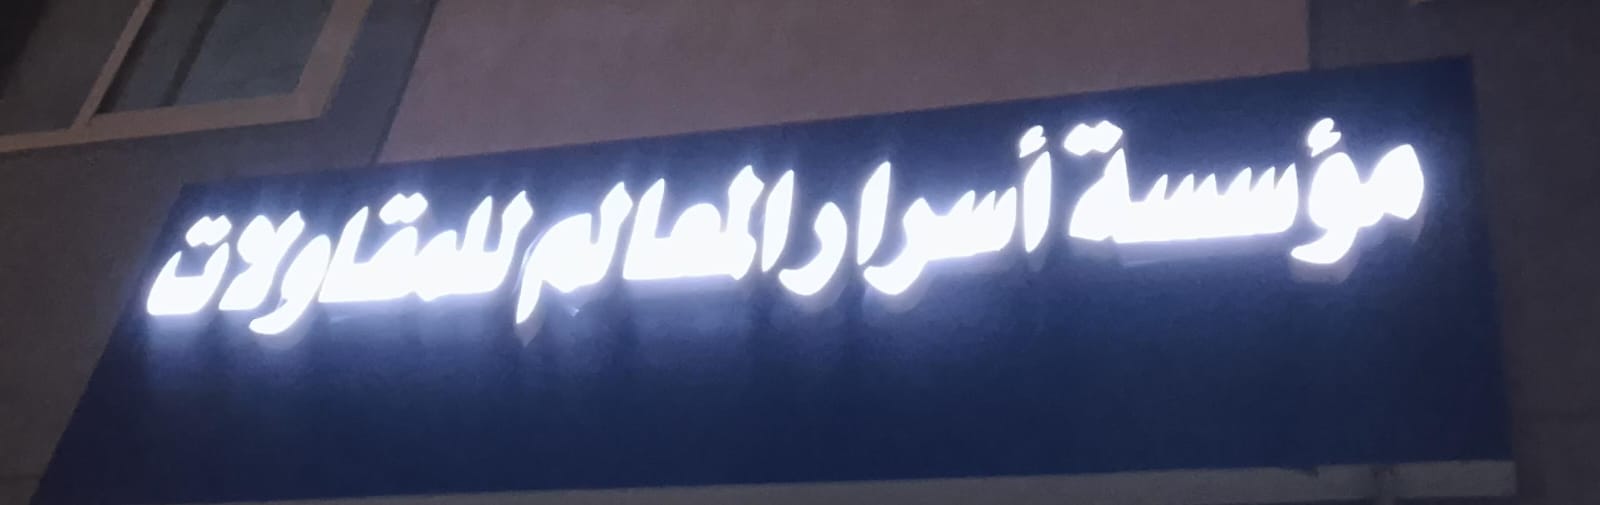 مؤسسة أسرار المعالم للمقاولات